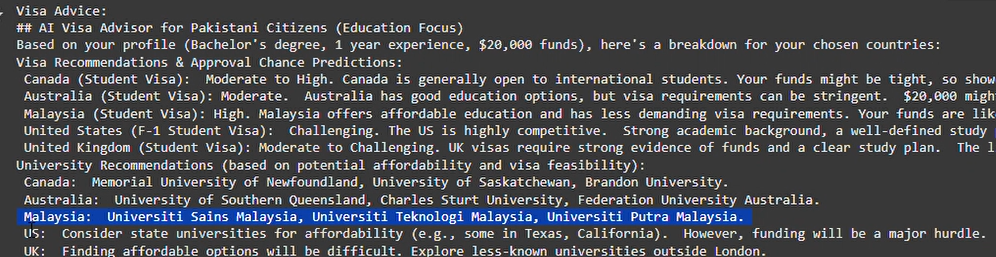 Visa Advice:
## AI Visa Advisor for Pakistani Citizens (Education Focus)
Based on your profile (Bachelor's degree, 1 year experience, $20,000 funds), here's a breakdown for your chosen countries:
Visa Recommendations & Approval Chance Predictions:
Canada (Student Visa): Moderate to High. Canada is generally open to international students. Your funds might be tight, so show
Australia (Student Visa): Moderate. Australia has good education options, but visa requirements can be stringent. $20,000 migh
Malaysia (Student Visa): High. Malaysia offers affordable education and has less demanding visa requirements. Your funds are lik
United States (F-1 Student Visa): Challenging. The US is highly competitive. Strong academic background, a well-defined study
United Kingdom (Student Visa): Moderate to Challenging. UK visas require strong evidence of funds and a clear study plan. The l
University Recommendations (based on potential affordability and visa feasibility):
Canada: Memorial University of Newfoundland, University of Saskatchewan, Brandon University.
Australia: University of Southern Queensland, Charles Sturt University, Federation University Australia.
Malaysia: Universiti Sains Malaysia, Universiti Teknologi Malaysia, Universiti Putra Malaysia.
US: Consider state universities for affordability (e.g., some in Texas, California). However, funding will be a major hurdle.
UK: Finding affordable options will be difficult. Explore less-known universities outside London.